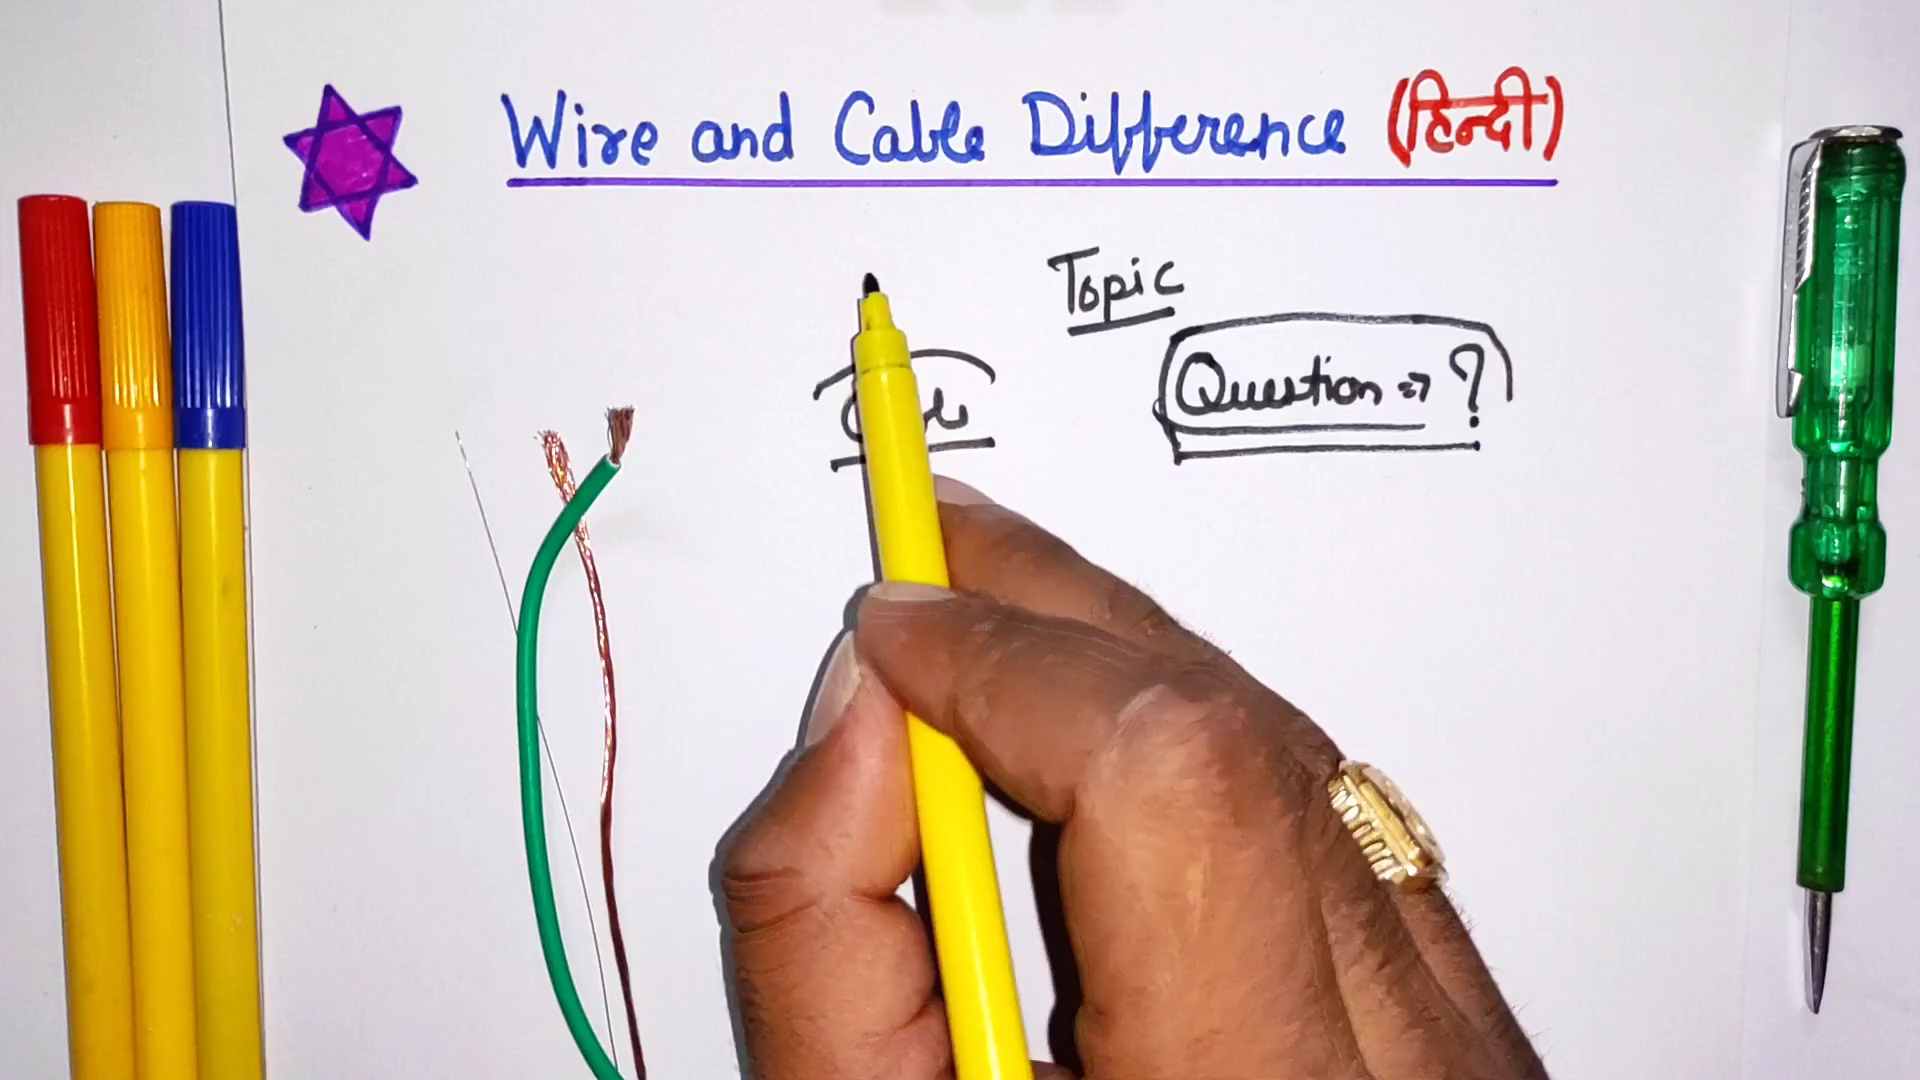 Wire and Cable Difference (हिन्दी)
Topic
Question => ?